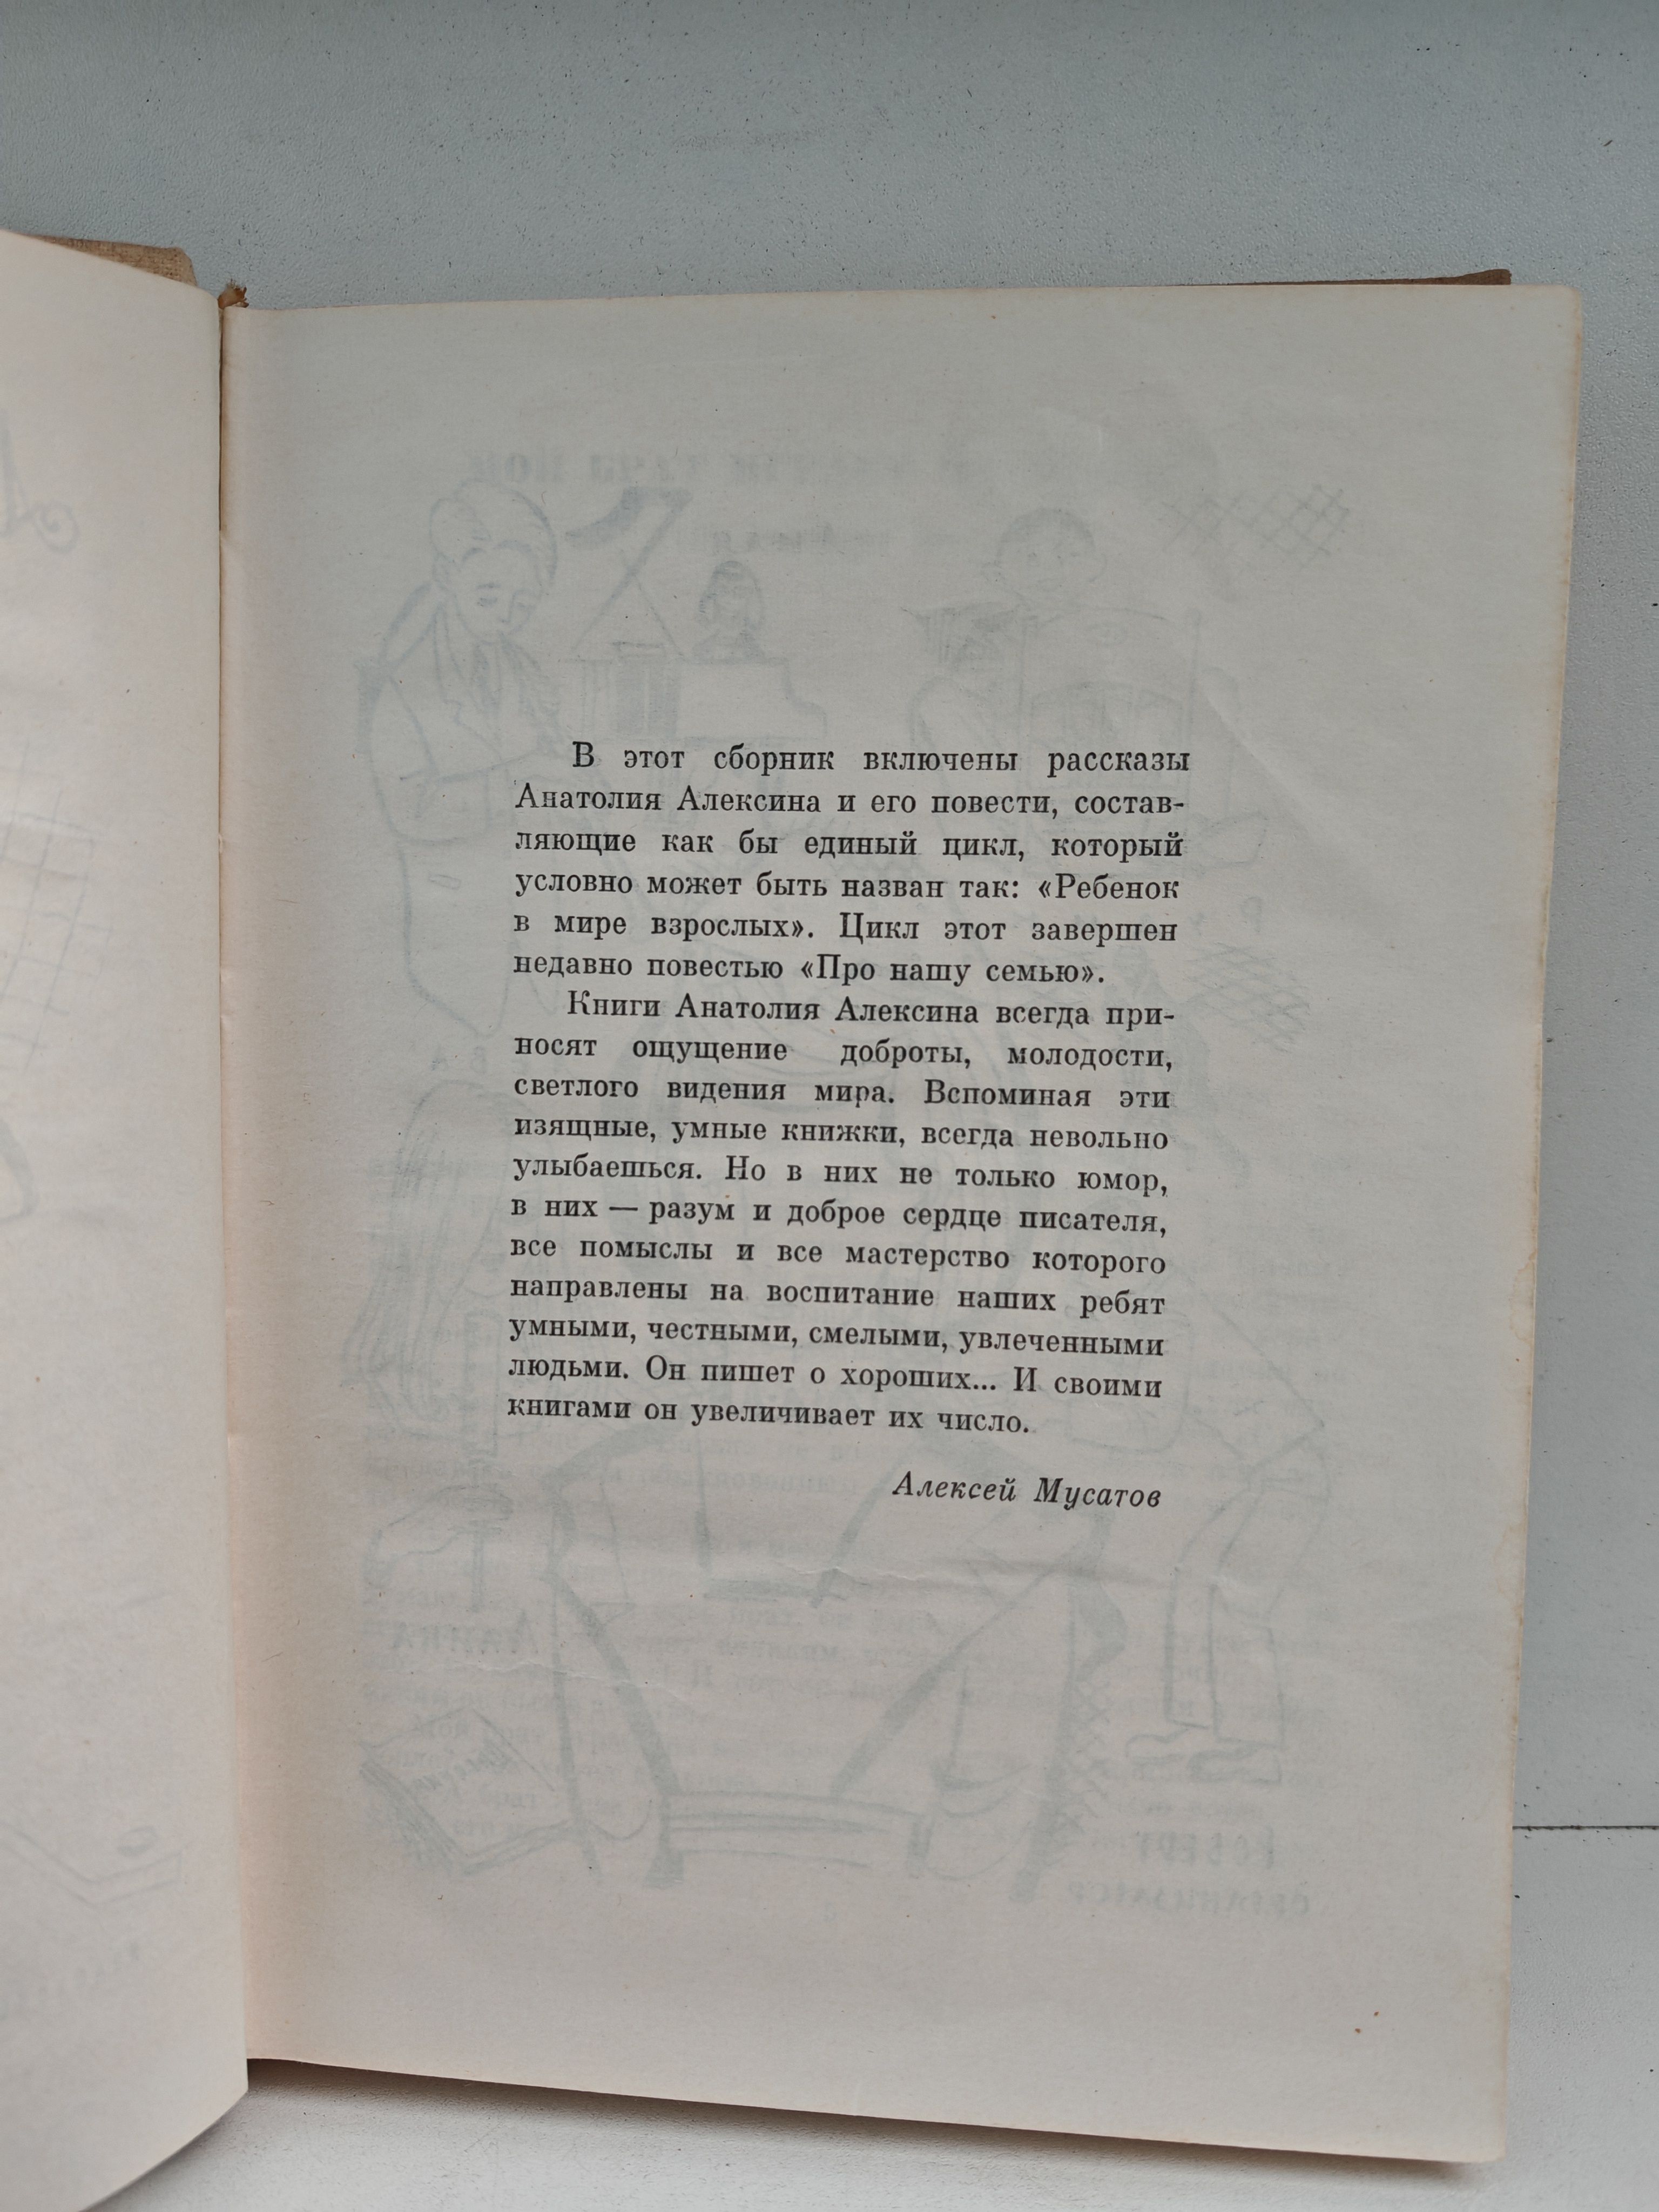 В этот сборник включены рассказы
Анатолия Алексина и его повести, состав-
ляющие как бы единый цикл, который
условно может быть назван так: «Ребенок
в мире взрослых». Цикл этот завершен
недавно повестью «Про нашу семью».
Книги Анатолия Алексина всегда при-
носят ощущение доброты, молодости,
светлого видения мира. Вспоминая эти
изящные, умные книжки, всегда невольно
улыбаешься. Но в них не только юмор,
в них — разум и доброе сердце писателя,
все помыслы и все мастерство которого
направлены на воспитание наших ребят
умными, честными, смелыми, увлеченными
людьми. Он пишет о хороших... И своими
книгами он увеличивает их число.
Алексей Мусатов